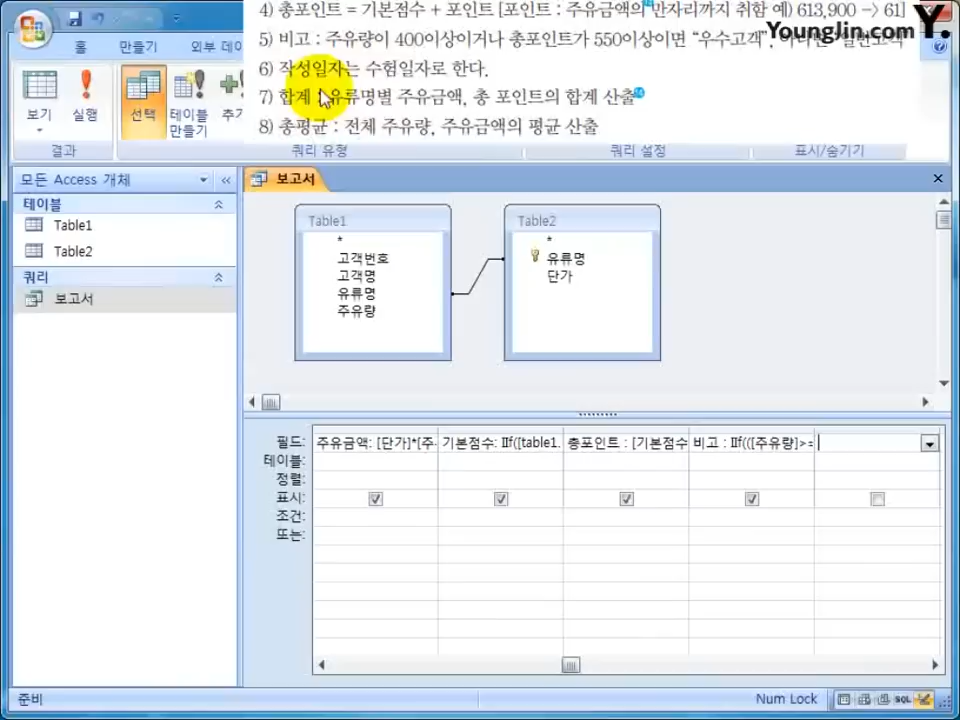 4) 총포인트 = 기본점수 + 포인트 [포인트 : 주유금액의 만자리까지 취함 예) 613,900 -> 61]
Younglin.com Y.
5) 비고 : 주유량이 400이상이거나 총포인트가 550이상이면 "우수고객",
6) 작성일자는 수험일자로 한다.
7) 합계 : 유류명별 주유금액, 총 포인트의 합계 산출
8) 총평균 : 전체 주유량, 주유금액의 평균 산출
홈 만들기 외부 데이
보기 실행 선택 테이블 만들기 추가
결과 쿼리 유형 쿼리 설정 표시/숨기기
모든 Access 개체
테이블
Table1
Table2
쿼리
보고서
보고서
Table1
*
고객번호
고객명
유류명
주유량
Table2
*
유류명
단가
필드: 주유금액: [단가]*[주 기본점수: IIf([table1. 총포인트 : [기본점수 비고 : IIf(([주유량]>=
테이블:
정렬:
표시:
조건:
또는:
준비
Num Lock
SQL